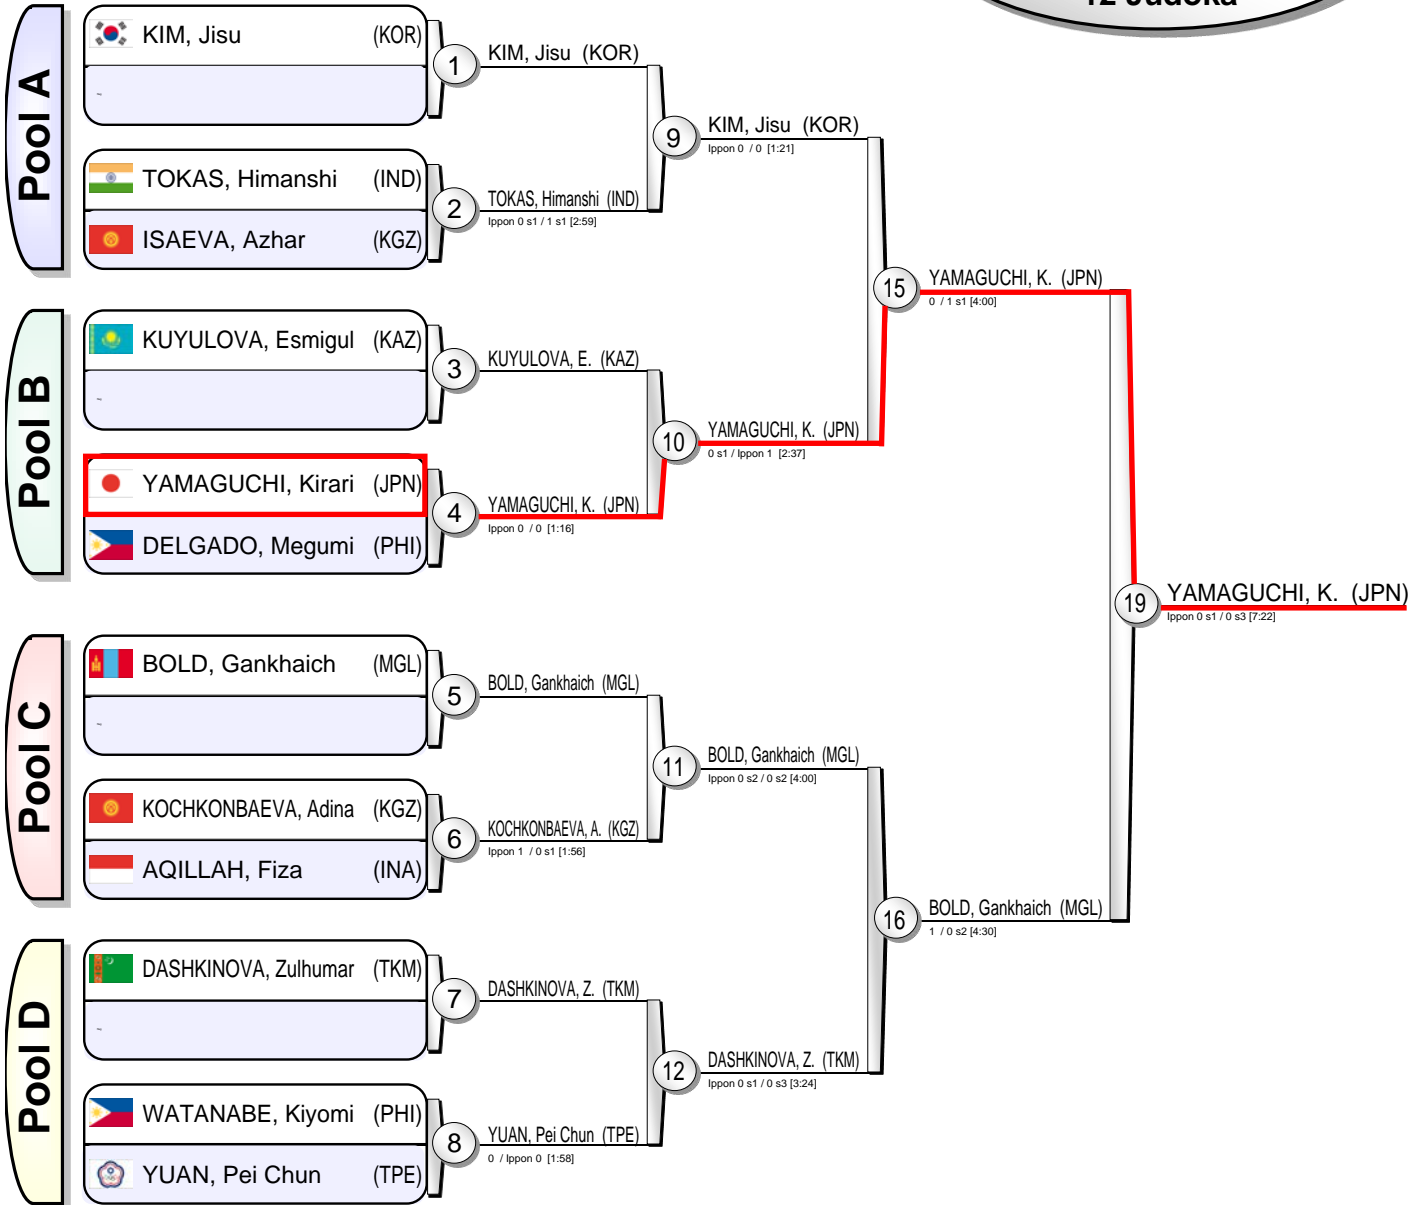 12 Judoka
Pool A
KIM, Jisu (KOR)
-
TOKAS, Himanshi (IND)
ISAEVA, Azhar (KGZ)
Pool B
KUYULOVA, Esmigul (KAZ)
-
YAMAGUCHI, Kirari (JPN)
DELGADO, Megumi (PHI)
Pool C
BOLD, Gankhaich (MGL)
-
KOCHKONBAEVA, Adina (KGZ)
AQILLAH, Fiza (INA)
Pool D
DASHKINOVA, Zulhumar (TKM)
-
WATANABE, Kiyomi (PHI)
YUAN, Pei Chun (TPE)
1
KIM, Jisu (KOR)
2
TOKAS, Himanshi (IND)
Ippon 0 s1 / 1 s1 [2:59]
3
KUYULOVA, E. (KAZ)
4
YAMAGUCHI, K. (JPN)
Ippon 0 / 0 [1:16]
5
BOLD, Gankhaich (MGL)
6
KOCHKONBAEVA, A. (KGZ)
Ippon 1 / 0 s1 [1:56]
7
DASHKINOVA, Z. (TKM)
8
YUAN, Pei Chun (TPE)
0 / Ippon 0 [1:58]
9
KIM, Jisu (KOR)
Ippon 0 / 0 [1:21]
10
YAMAGUCHI, K. (JPN)
0 s1 / Ippon 1 [2:37]
11
BOLD, Gankhaich (MGL)
Ippon 0 s2 / 0 s2 [4:00]
12
DASHKINOVA, Z. (TKM)
Ippon 0 s1 / 0 s3 [3:24]
15
YAMAGUCHI, K. (JPN)
0 / 1 s1 [4:00]
16
BOLD, Gankhaich (MGL)
1 / 0 s2 [4:30]
19
YAMAGUCHI, K. (JPN)
Ippon 0 s1 / 0 s3 [7:22]